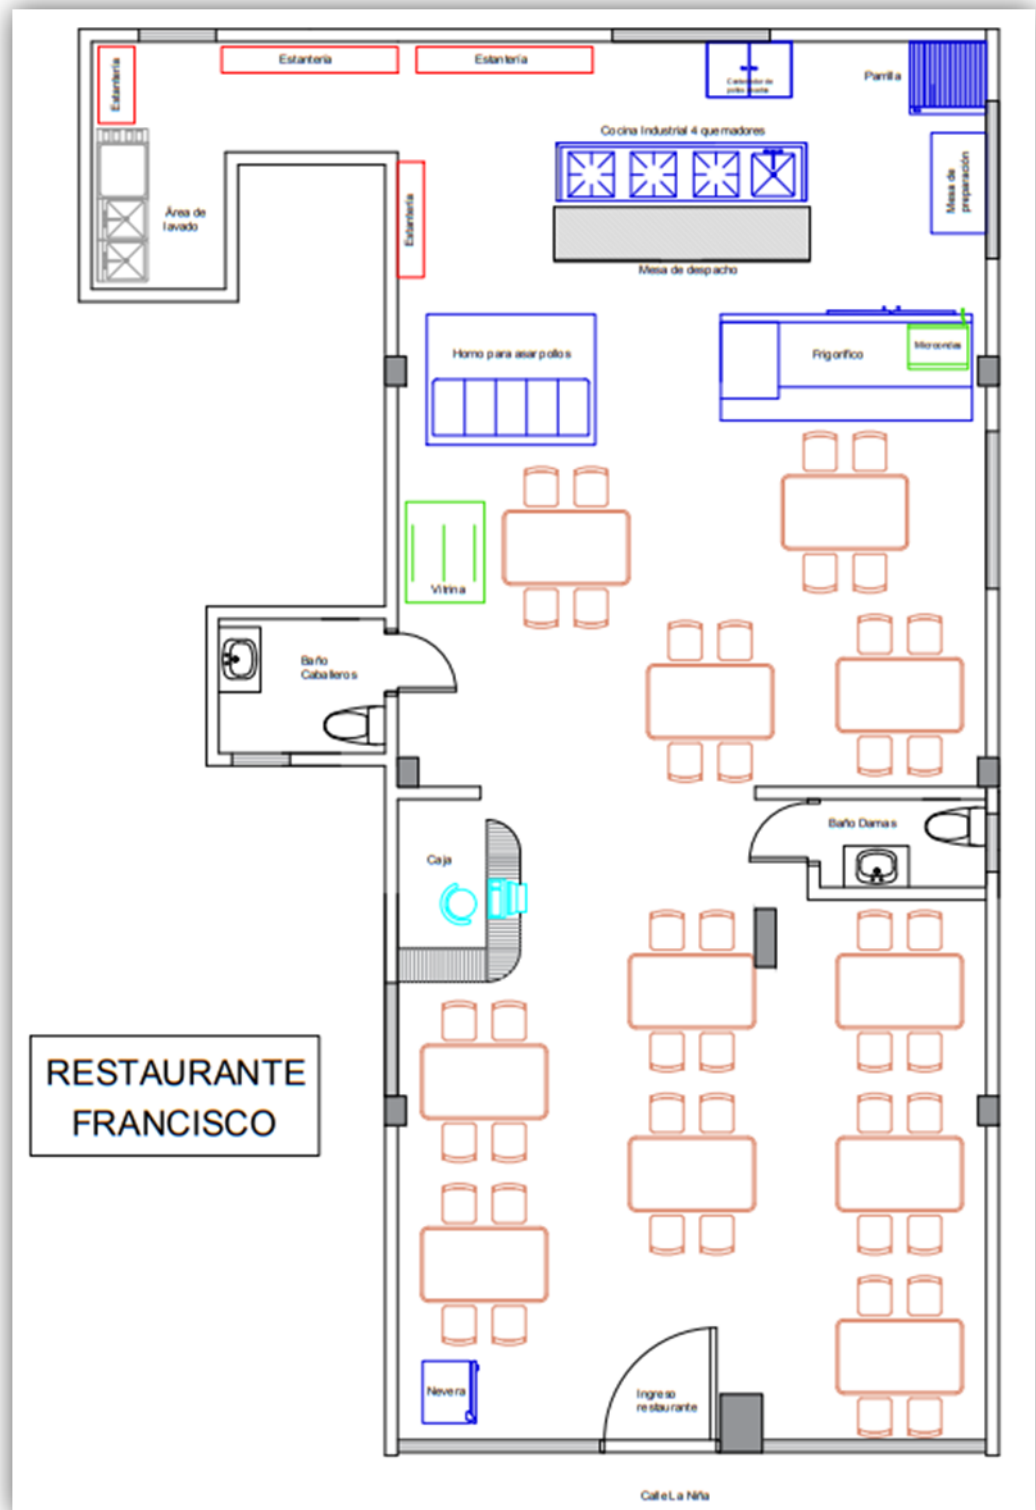 Estantería
Estantería
Estantería
Parrilla
Cocina Industrial 4 quemadores
Mesa de
preparación
Área de
lavado
Estantería
Mesa de despacho
Horno para asar pollos
Frigorifico
Microondas
Vitrina
Baño
Caballeros
Baño Damas
Caja
RESTAURANTE
FRANCISCO
Nevera
Ingreso
restaurante
Calle La Niña